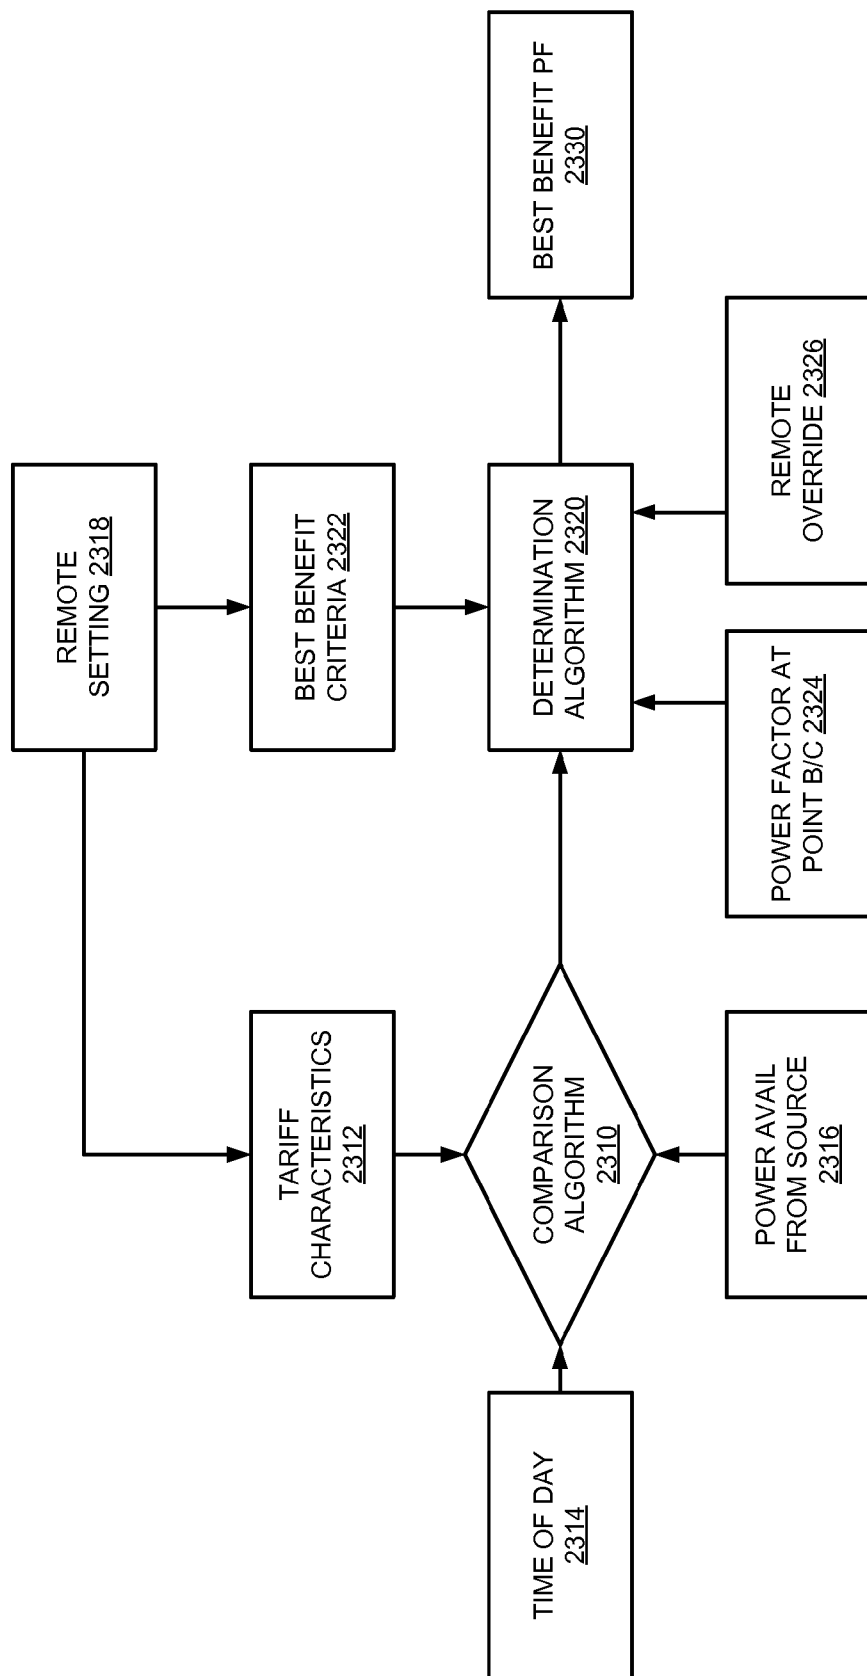 REMOTE
SETTING 2318
TARIFF
CHARACTERISTICS
2312
BEST BENEFIT
CRITERIA 2322
TIME OF DAY
2314
COMPARISON
ALGORITHM
2310
DETERMINATION
ALGORITHM 2320
BEST BENEFIT PF
2330
POWER AVAIL
FROM SOURCE
2316
POWER FACTOR AT
POINT B/C 2324
REMOTE
OVERRIDE 2326